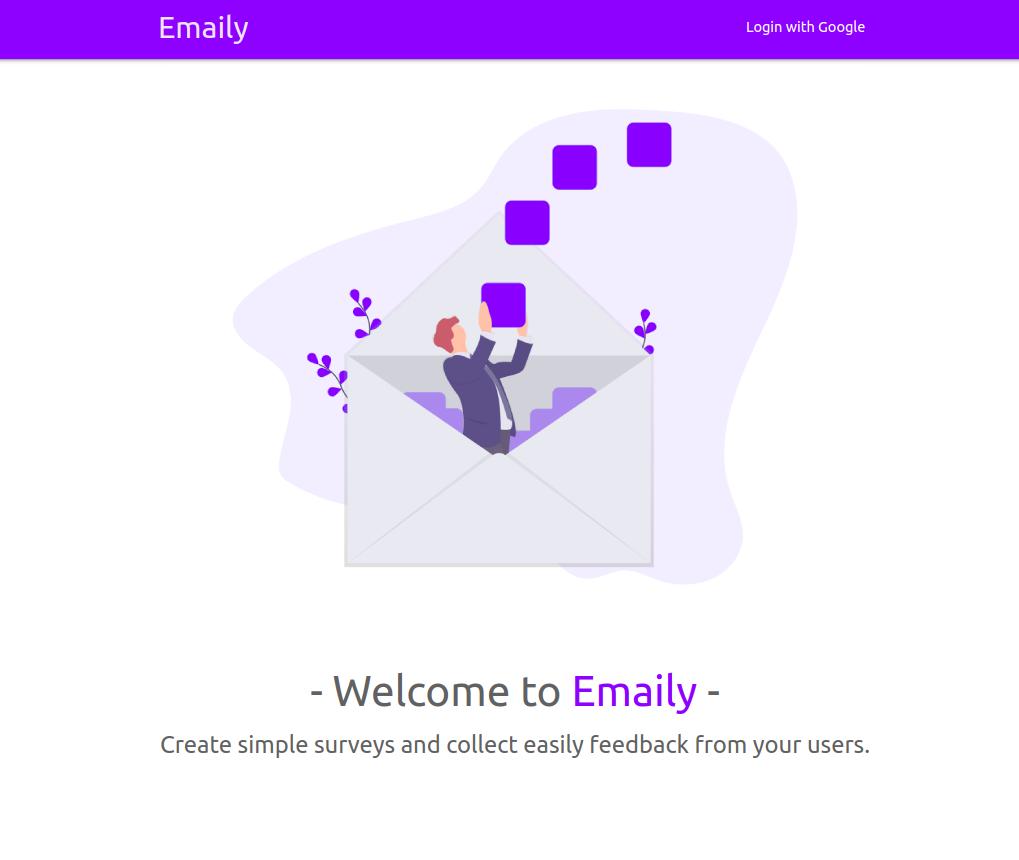 Emaily
Login with Google
- Welcome to Emaily -
Create simple surveys and collect easily feedback from your users.